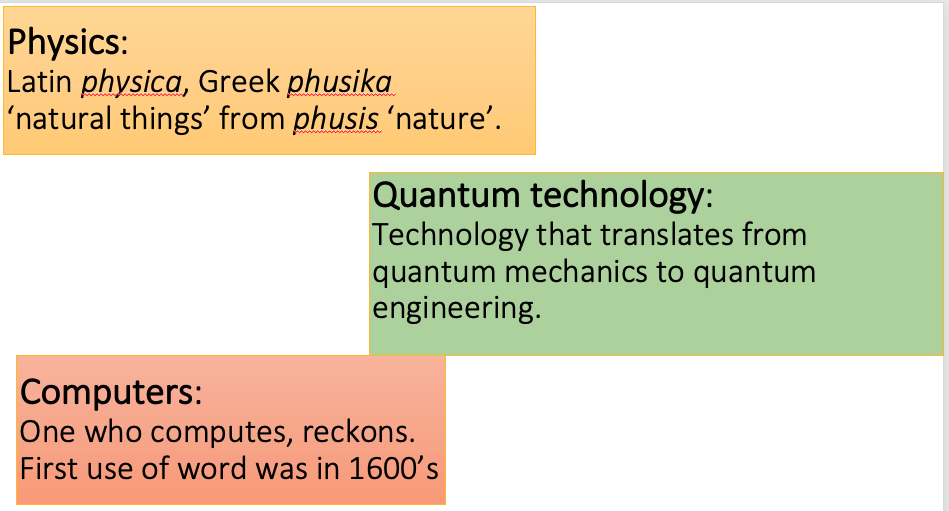 Physics:
Latin physica, Greek phusika
‘natural things’ from phusis ‘nature’.
Quantum technology:
Technology that translates from
quantum mechanics to quantum
engineering.
Computers:
One who computes, reckons.
First use of word was in 1600’s